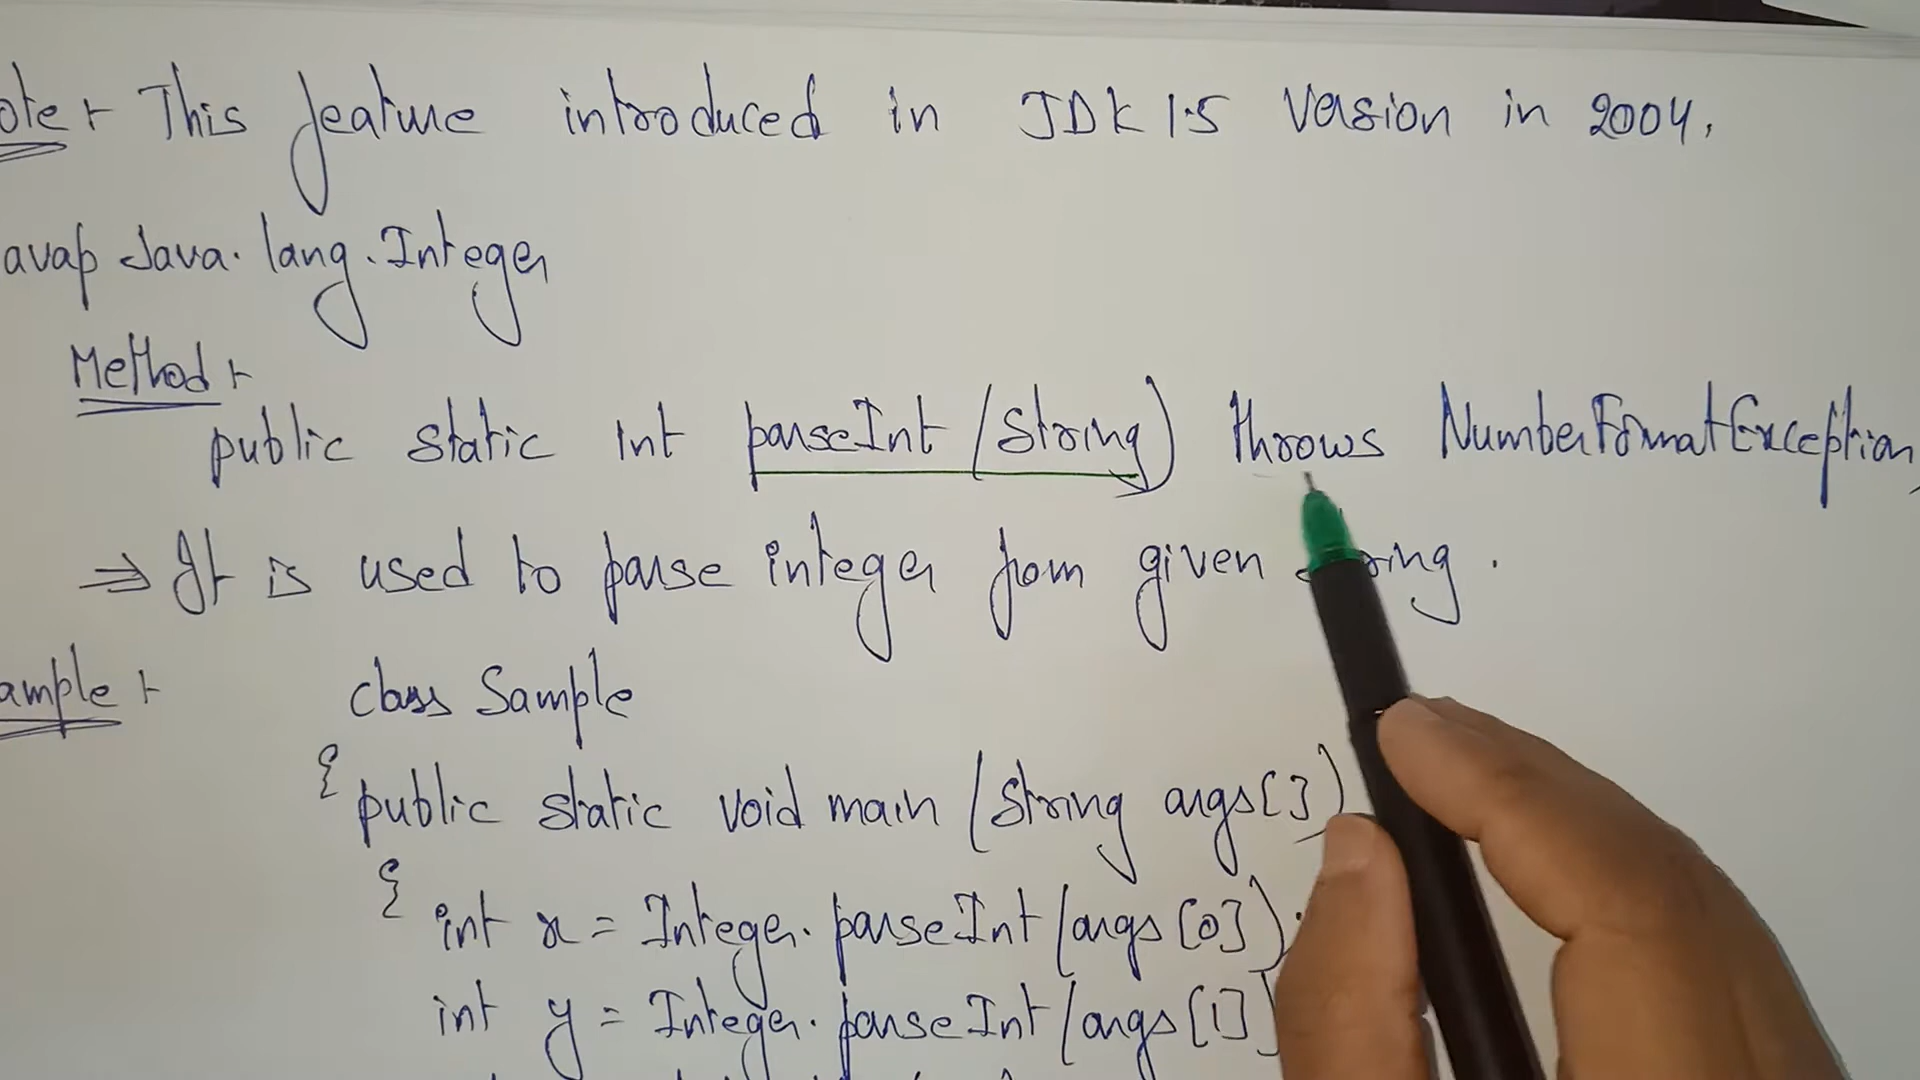 ote:- This feature introduced in JDK 1.5 Version in 2004.
avap Java.lang.Integer
Method :-
public static int parseInt (String) throws NumberFormatException
⇒ It is used to parse integer from given ring.
ample :-
class Sample
{ public static void main (String args[])
{ int x = Integer.parseInt (args [0]);
int y = Integer.parseInt (args [1]